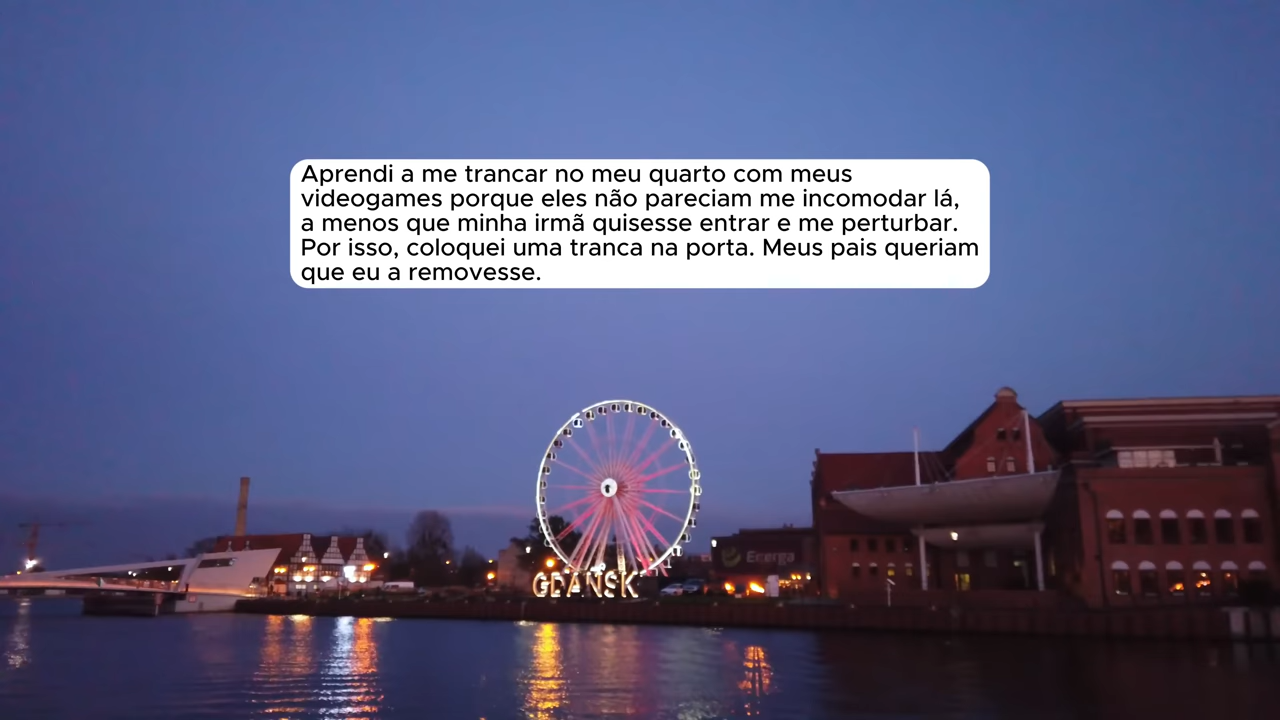 Aprendi a me trancar no meu quarto com meus
videogames porque eles não pareciam me incomodar lá,
a menos que minha irmã quisesse entrar e me perturbar.
Por isso, coloquei uma tranca na porta. Meus pais queriam
que eu a removesse.
Energa
GDAŃSK